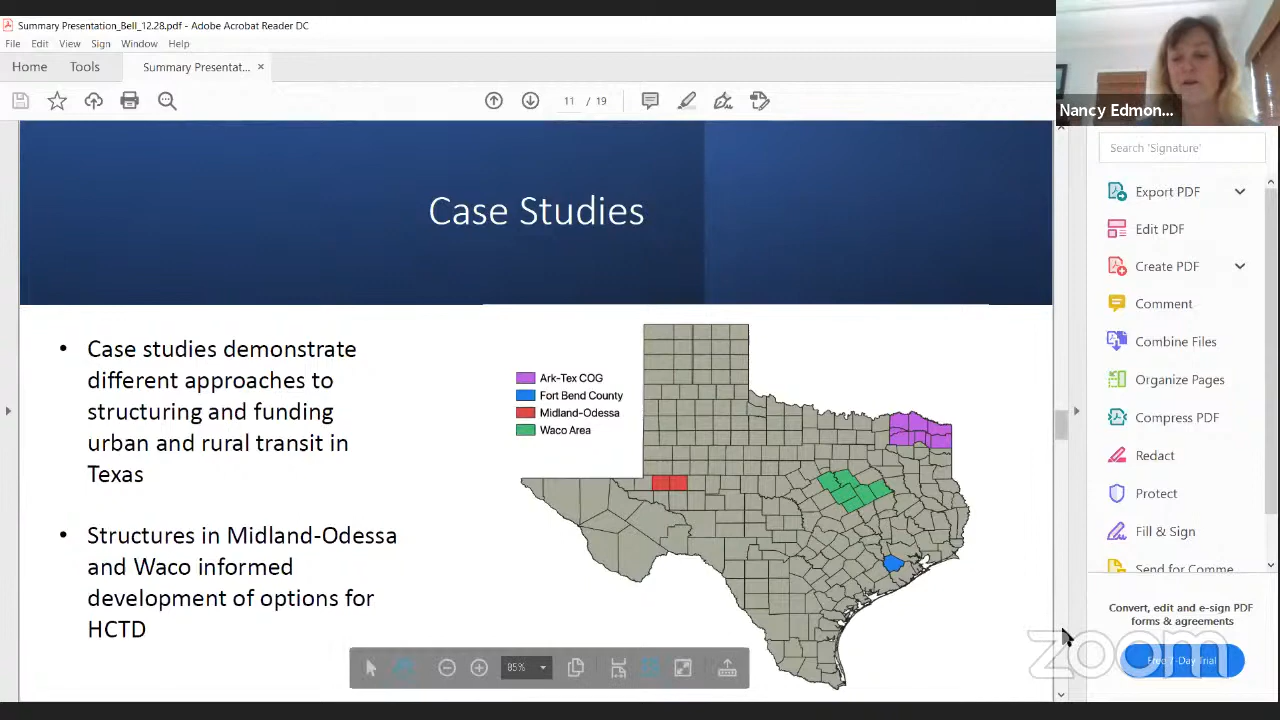 Summary Presentation_Bell_12.28.pdf - Adobe Acrobat Reader DC
File Edit View Sign Window Help
Home Tools Summary Presentat... ×
11 / 19
Nancy Edmon...
Search 'Signature'
Case Studies
• Case studies demonstrate
different approaches to
structuring and funding
urban and rural transit in
Texas
• Structures in Midland-Odessa
and Waco informed
development of options for
HCTD
Ark-Tex COG
Fort Bend County
Midland-Odessa
Waco Area
85%
Export PDF
Edit PDF
Create PDF
Comment
Combine Files
Organize Pages
Compress PDF
Redact
Protect
Fill & Sign
Send for Comme
Convert, edit and e-sign PDF
forms & agreements
Free 7-Day Trial
zoom